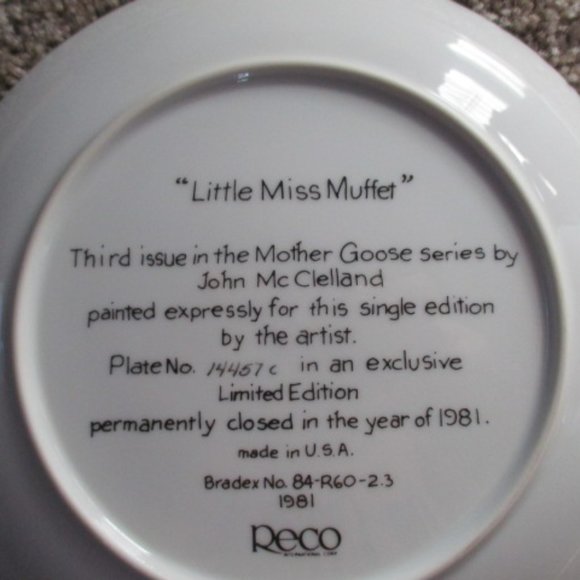 "Little Miss Muffet"
Third issue in the Mother Goose series by
John McClelland
painted expressly for this single edition
by the artist.
Plate No. 14457c in an exclusive
Limited Edition
permanently closed in the year of 1981.
made in U.S.A.
Bradex No. 84-R60-2.3
1981
Reco
INTERNATIONAL CORP.